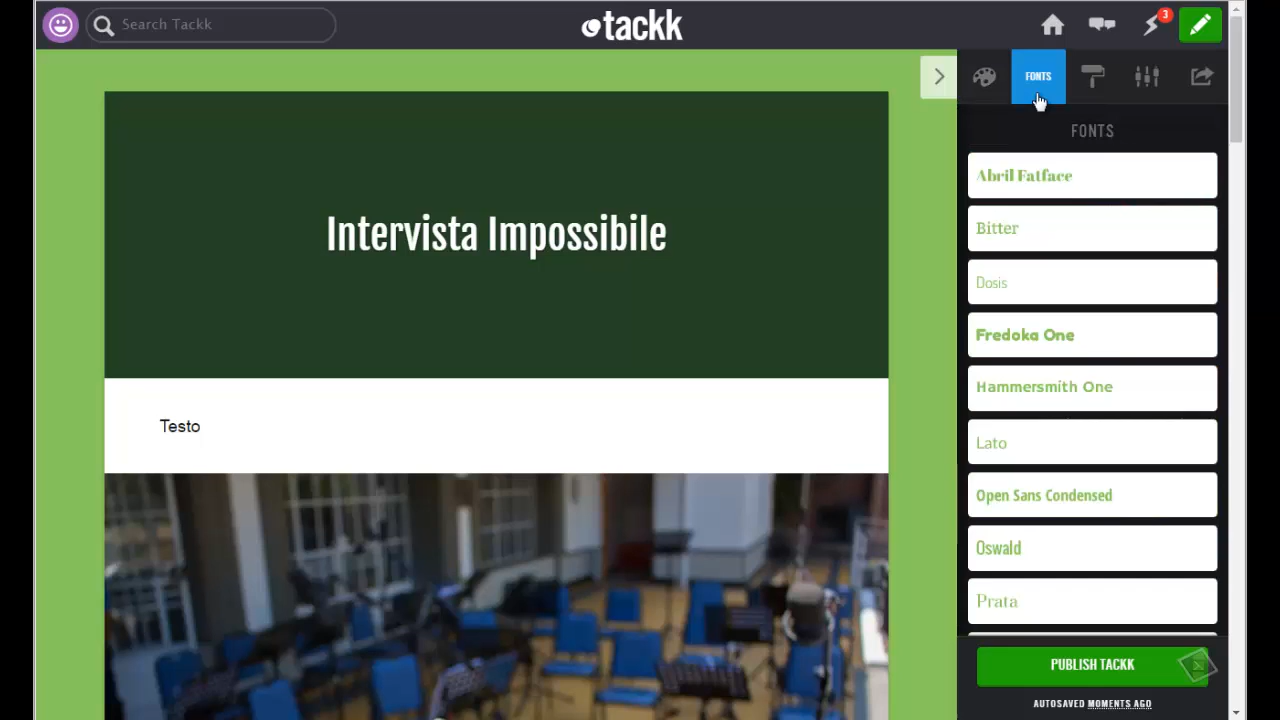 Search Tackk
tackk
3
FONTS
FONTS
Abril Fatface
Intervista Impossibile
Bitter
Dosis
Fredoka One
Hammersmith One
Testo
Lato
Open Sans Condensed
Oswald
Prata
PUBLISH TACKK
AUTOSAVED MOMENTS AGO